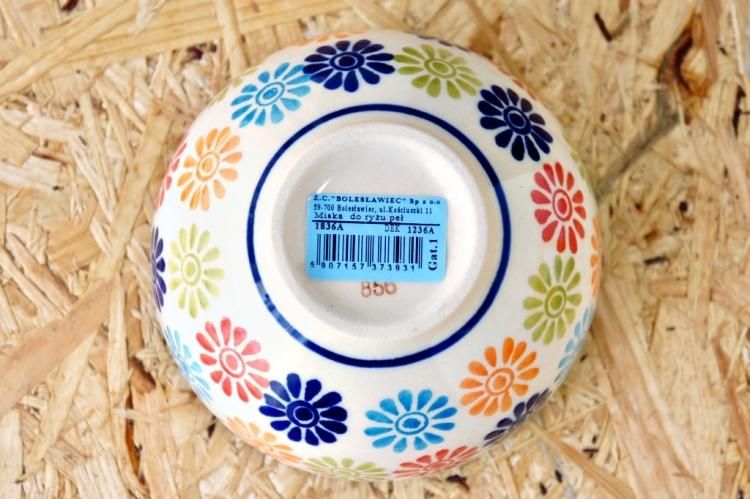 Z.C."BOLESŁAWIEC" Sp z o.o
59-700 Bolesławiec, ul.Kościuszki 11
Miska do ryżu peł
1836A DEK 1236A
5 907157 373931
Gat.1
856